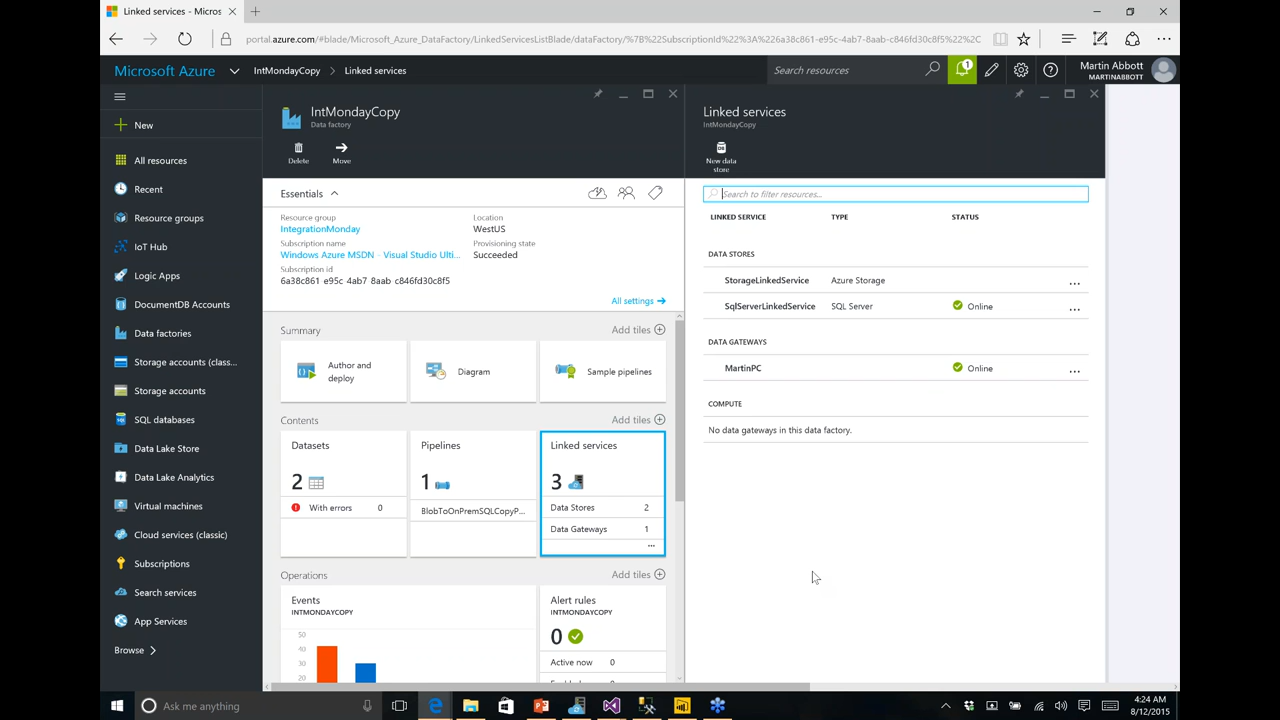 Linked services - Micros
portal.azure.com/#blade/Microsoft_Azure_DataFactory/LinkedServicesListBlade/dataFactory/%7B%22SubscriptionId%22%3A%226a38c861-e95c-4ab7-8aab-c846fd30c8f5%22%2C
Microsoft Azure
IntMondayCopy
Linked services
Search resources
1
Martin Abbott
MARTINABBOTT
New
All resources
Recent
Resource groups
IoT Hub
Logic Apps
DocumentDB Accounts
Data factories
Storage accounts (class...
Storage accounts
SQL databases
Data Lake Store
Data Lake Analytics
Virtual machines
Cloud services (classic)
Subscriptions
Search services
App Services
Browse
IntMondayCopy
Data factory
Delete
Move
Essentials
Resource group
IntegrationMonday
Location
WestUS
Subscription name
Windows Azure MSDN - Visual Studio Ulti...
Provisioning state
Succeeded
Subscription id
6a38c861-e95c-4ab7-8aab-c846fd30c8f5
All settings
Summary
Add tiles
Author and
deploy
Diagram
Sample pipelines
Contents
Add tiles
Datasets
2
With errors 0
Pipelines
1
BlobToOnPremSQLCopyP...
Linked services
3
Data Stores 2
Data Gateways 1
...
Operations
Add tiles
Events
INTMONDAYCOPY
50
40
30
20
Alert rules
INTMONDAYCOPY
0
Active now 0
Linked services
IntMondayCopy
New data
store
Search to filter resources...
LINKED SERVICE TYPE STATUS
DATA STORES
StorageLinkedService Azure Storage ...
SqlServerLinkedService SQL Server Online ...
DATA GATEWAYS
MartinPC Online ...
COMPUTE
No data gateways in this data factory.
Ask me anything
4:24 AM
8/12/2015